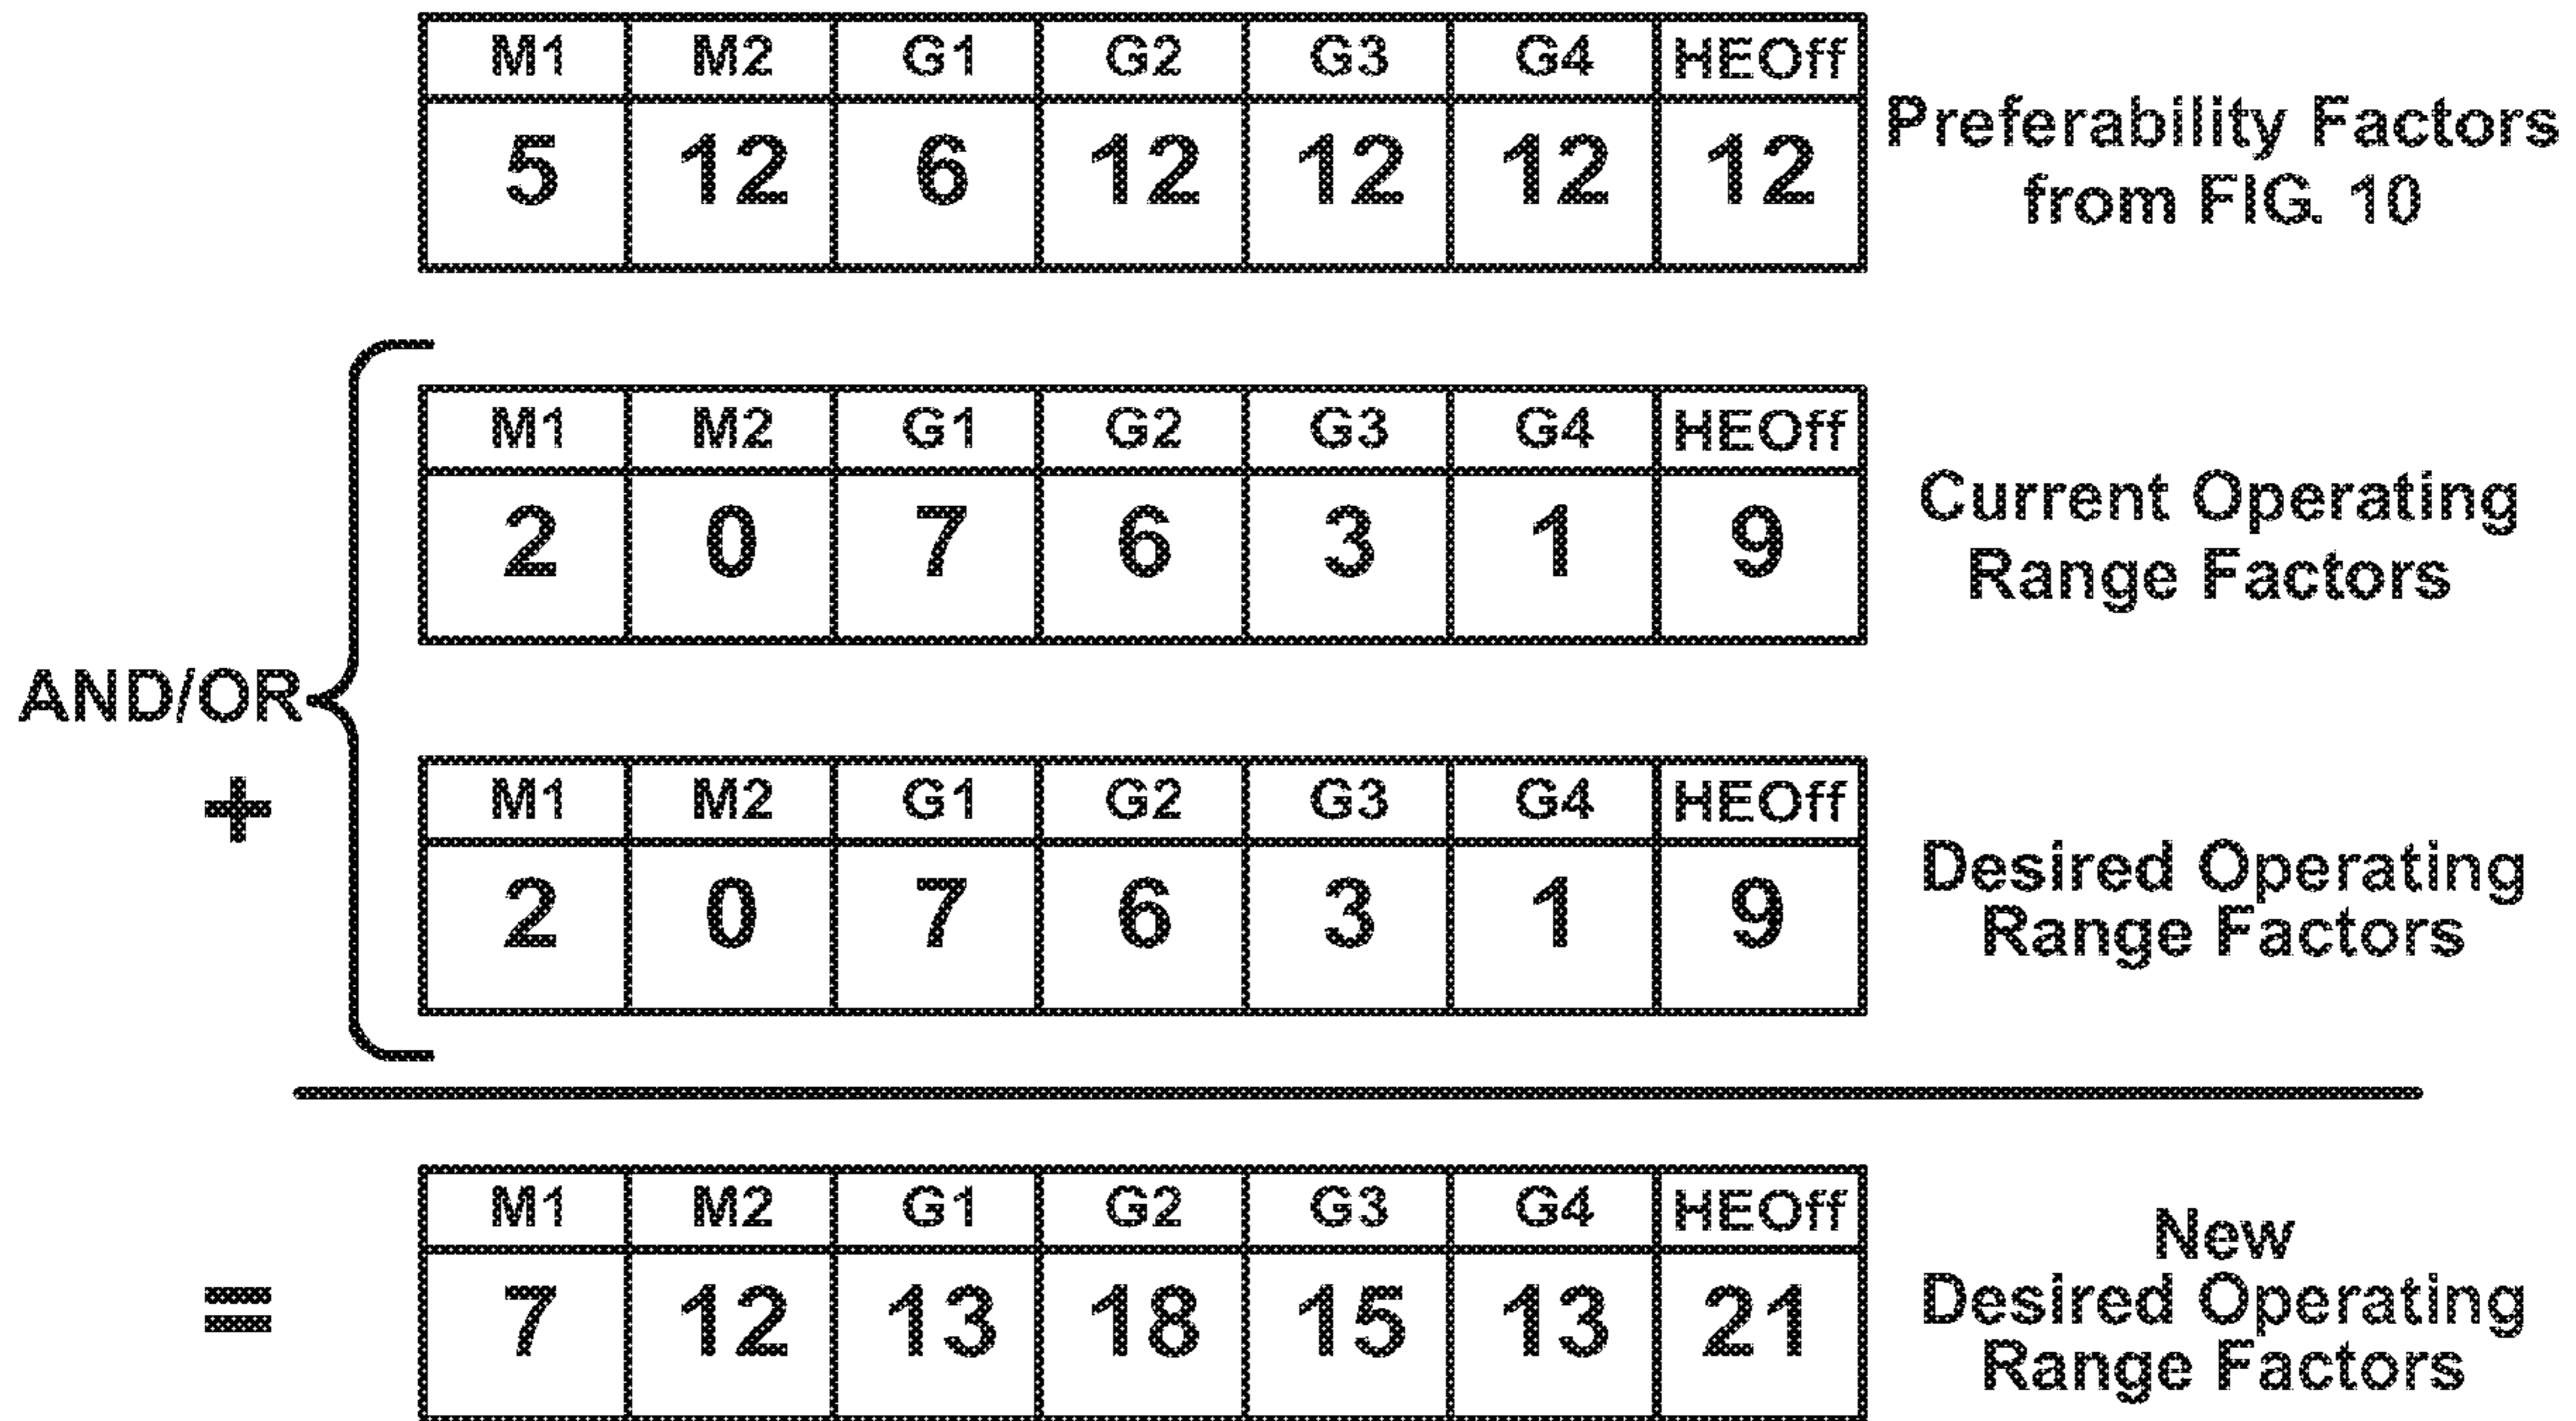 M1 M2 G1 G2 G3 G4 HEOff
5 12 6 12 12 12 12
Preferability Factors
from FIG. 10
M1 M2 G1 G2 G3 G4 HEOff
2 0 7 6 3 1 9
Current Operating
Range Factors
AND/OR
+
M1 M2 G1 G2 G3 G4 HEOff
2 0 7 6 3 1 9
Desired Operating
Range Factors
=
M1 M2 G1 G2 G3 G4 HEOff
7 12 13 18 15 13 21
New
Desired Operating
Range Factors